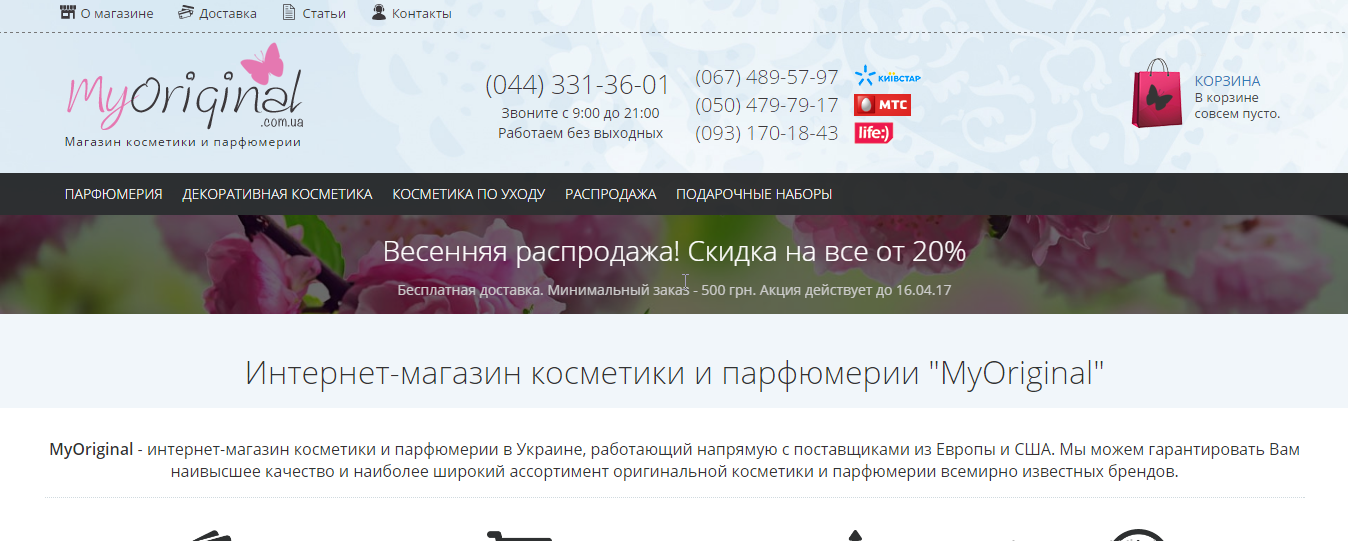 О магазине Доставка Статьи Контакты
MyOriginal
.com.ua
Магазин косметики и парфюмерии
(044) 331-36-01
Звоните с 9:00 до 21:00
Работаем без выходных
(067) 489-57-97 КИЇВСТАР
(050) 479-79-17 МТС
(093) 170-18-43 life:)
КОРЗИНА
В корзине
совсем пусто.
ПАРФЮМЕРИЯ ДЕКОРАТИВНАЯ КОСМЕТИКА КОСМЕТИКА ПО УХОДУ РАСПРОДАЖА ПОДАРОЧНЫЕ НАБОРЫ
Весенняя распродажа! Скидка на все от 20%
Бесплатная доставка. Минимальный заказ - 500 грн. Акция действует до 16.04.17
Интернет-магазин косметики и парфюмерии "MyOriginal"
MyOriginal - интернет-магазин косметики и парфюмерии в Украине, работающий напрямую с поставщиками из Европы и США. Мы можем гарантировать Вам
наивысшее качество и наиболее широкий ассортимент оригинальной косметики и парфюмерии всемирно известных брендов.